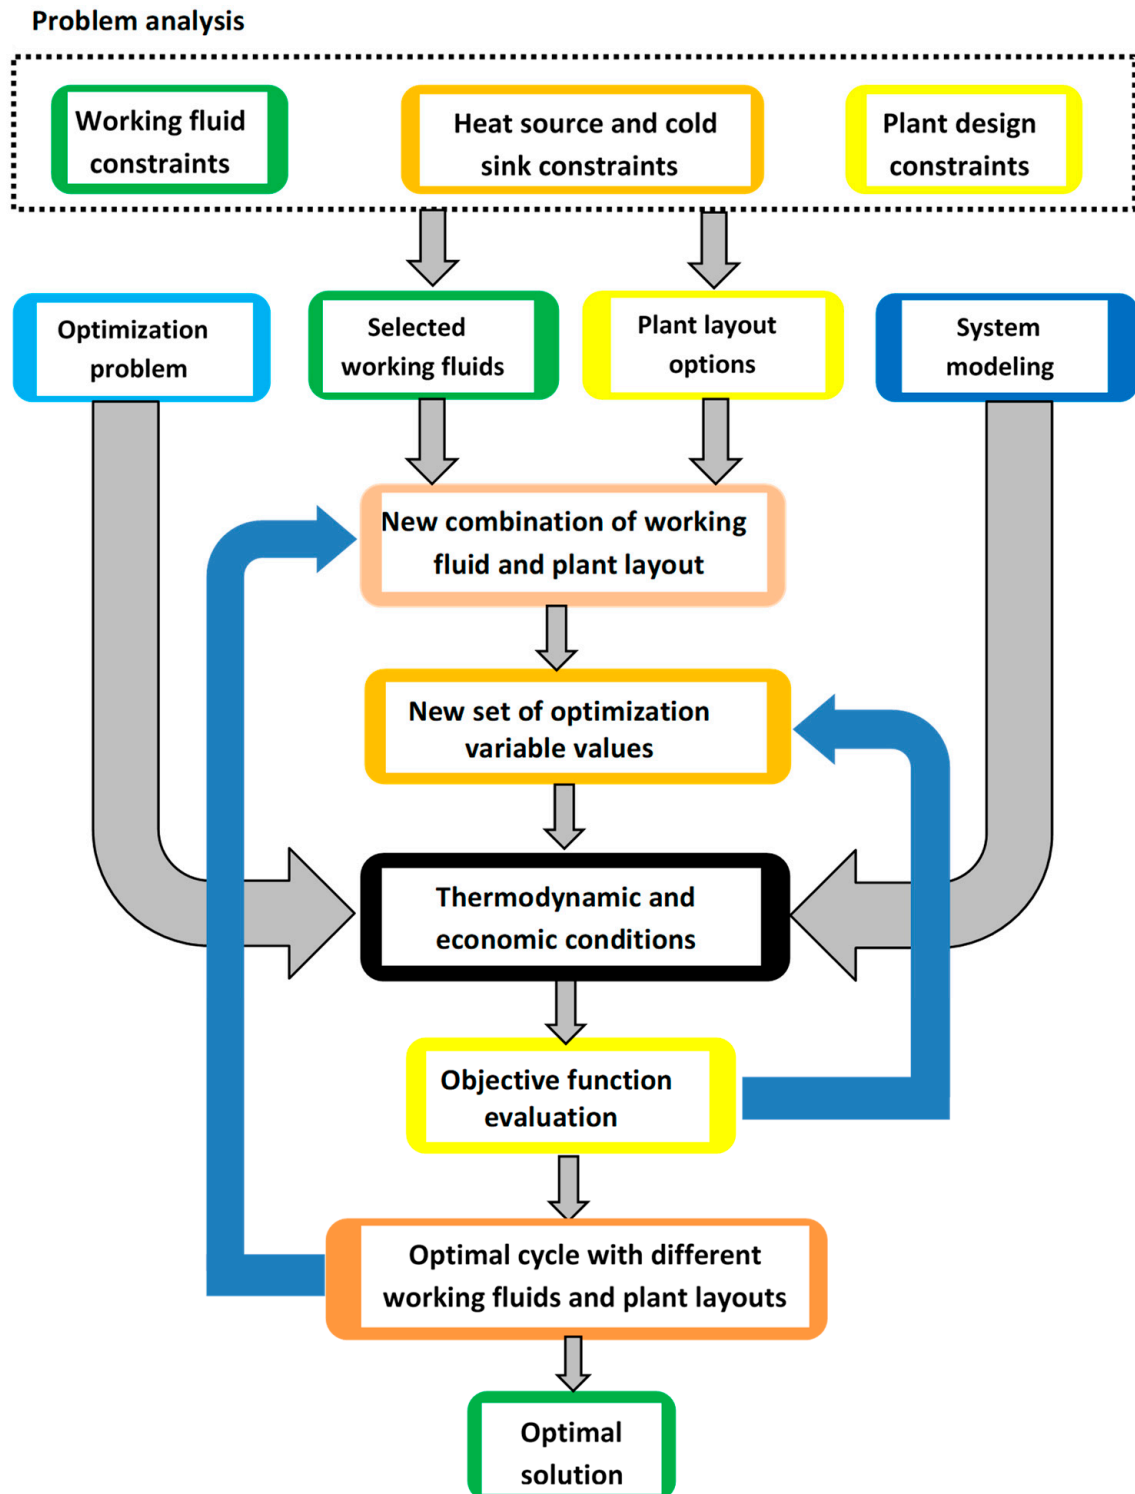 Problem analysis
Working fluid
constraints
Heat source and cold
sink constraints
Plant design
constraints
Optimization
problem
Selected
working fluids
Plant layout
options
System
modeling
New combination of working
fluid and plant layout
New set of optimization
variable values
Thermodynamic and
economic conditions
Objective function
evaluation
Optimal cycle with different
working fluids and plant layouts
Optimal
solution